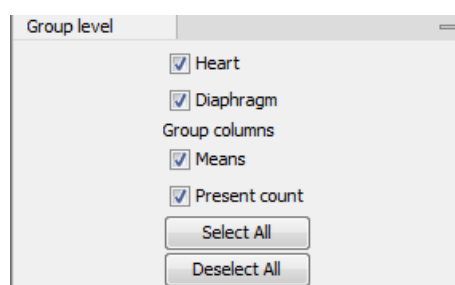 Group level
Heart
Diaphragm
Group columns
Means
Present count
Select All
Deselect All